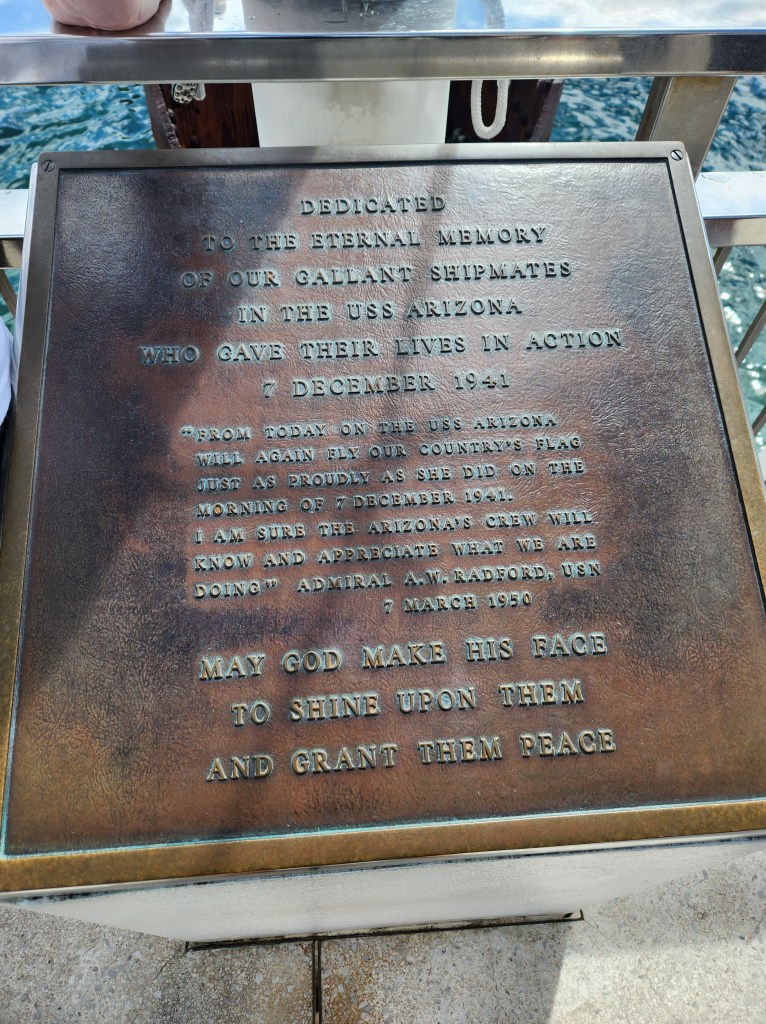 DEDICATED
TO THE ETERNAL MEMORY
OF OUR GALLANT SHIPMATES
IN THE USS ARIZONA
WHO GAVE THEIR LIVES IN ACTION
7 DECEMBER 1941
"FROM TODAY ON THE USS ARIZONA
WILL AGAIN FLY OUR COUNTRY'S FLAG
JUST AS PROUDLY AS SHE DID ON THE
MORNING OF 7 DECEMBER 1941.
I AM SURE THE ARIZONA'S CREW WILL
KNOW AND APPRECIATE WHAT WE ARE
DOING" ADMIRAL A.W. RADFORD, USN
7 MARCH 1950
MAY GOD MAKE HIS FACE
TO SHINE UPON THEM
AND GRANT THEM PEACE